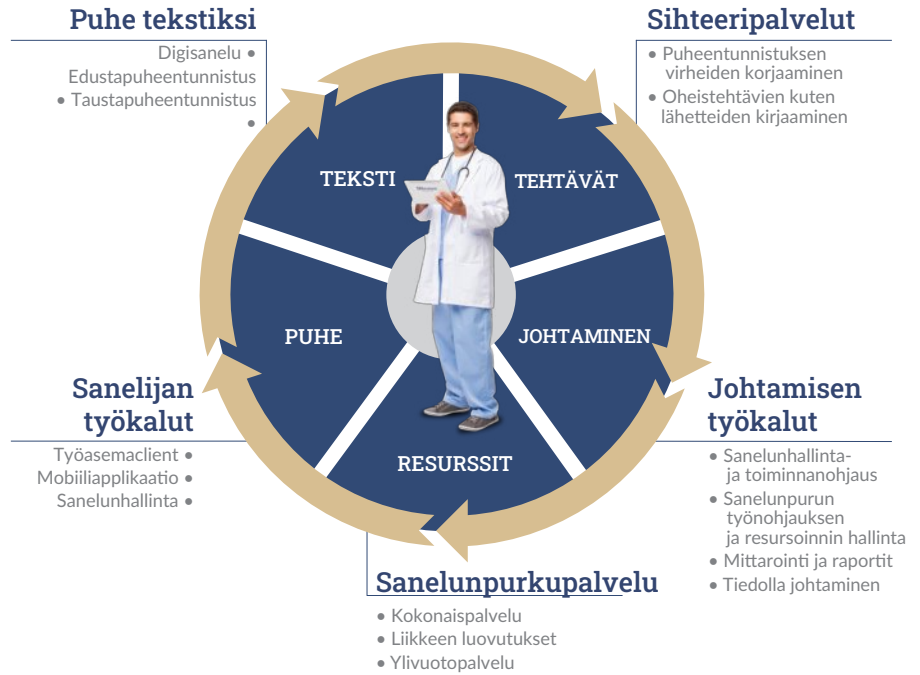 Puhe tekstiksi
Digisanelu •
Edustapuheentunnistus
• Taustapuheentunnistus
•
Sihteeripalvelut
• Puheentunnistuksen
virheiden korjaaminen
• Oheistehtävien kuten
lähetteiden kirjaaminen
TEKSTI
TEHTÄVÄT
PUHE
JOHTAMINEN
RESURSSIT
Sanelijan
työkalut
Työasemaclient •
Mobiiliapplikaatio •
Sanelunhallinta •
Johtamisen
työkalut
• Sanelunhallinta-
ja toiminnanohjaus
• Sanelunpurun
työnohjauksen
ja resursoinnin hallinta
• Mittarointi ja raportit
• Tiedolla johtaminen
Sanelunpurkupalvelu
• Kokonaispalvelu
• Liikkeen luovutukset
• Ylivuotopalvelu